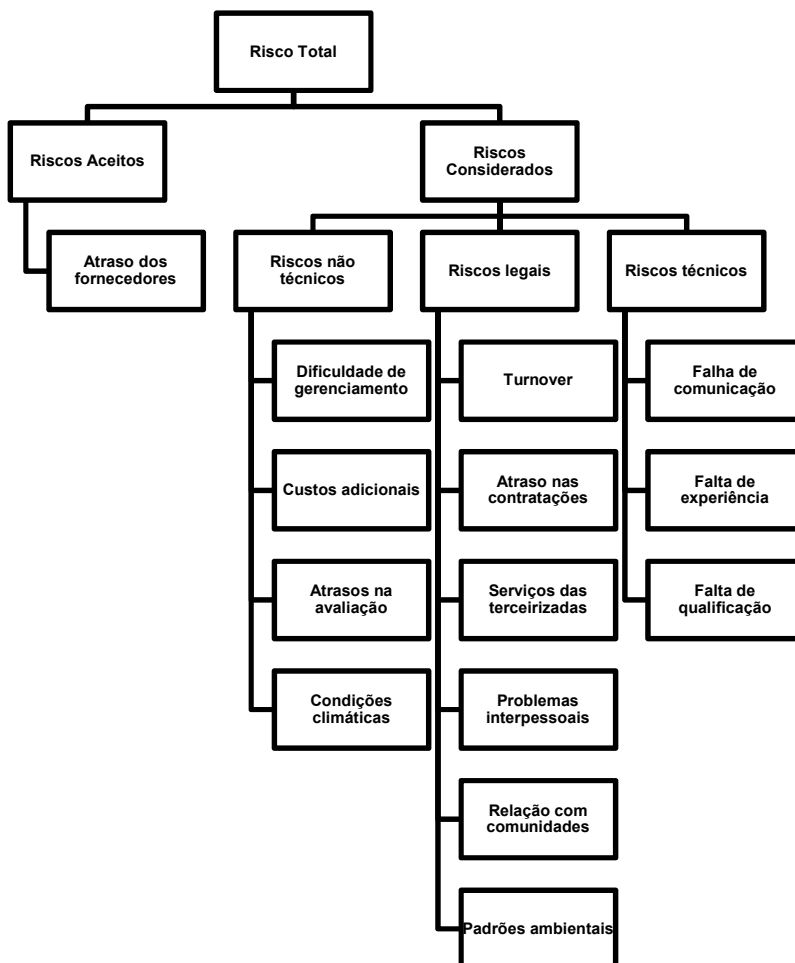 Risco Total
Riscos Aceitos
Riscos
Considerados
Atraso dos
fornecedores
Riscos não
técnicos
Riscos legais
Riscos técnicos
Dificuldade de
gerenciamento
Turnover
Falha de
comunicação
Custos adicionais
Atraso nas
contratações
Falta de
experiência
Atrasos na
avaliação
Serviços das
terceirizadas
Falta de
qualificação
Condições
climáticas
Problemas
interpessoais
Relação com
comunidades
Padrões ambientais